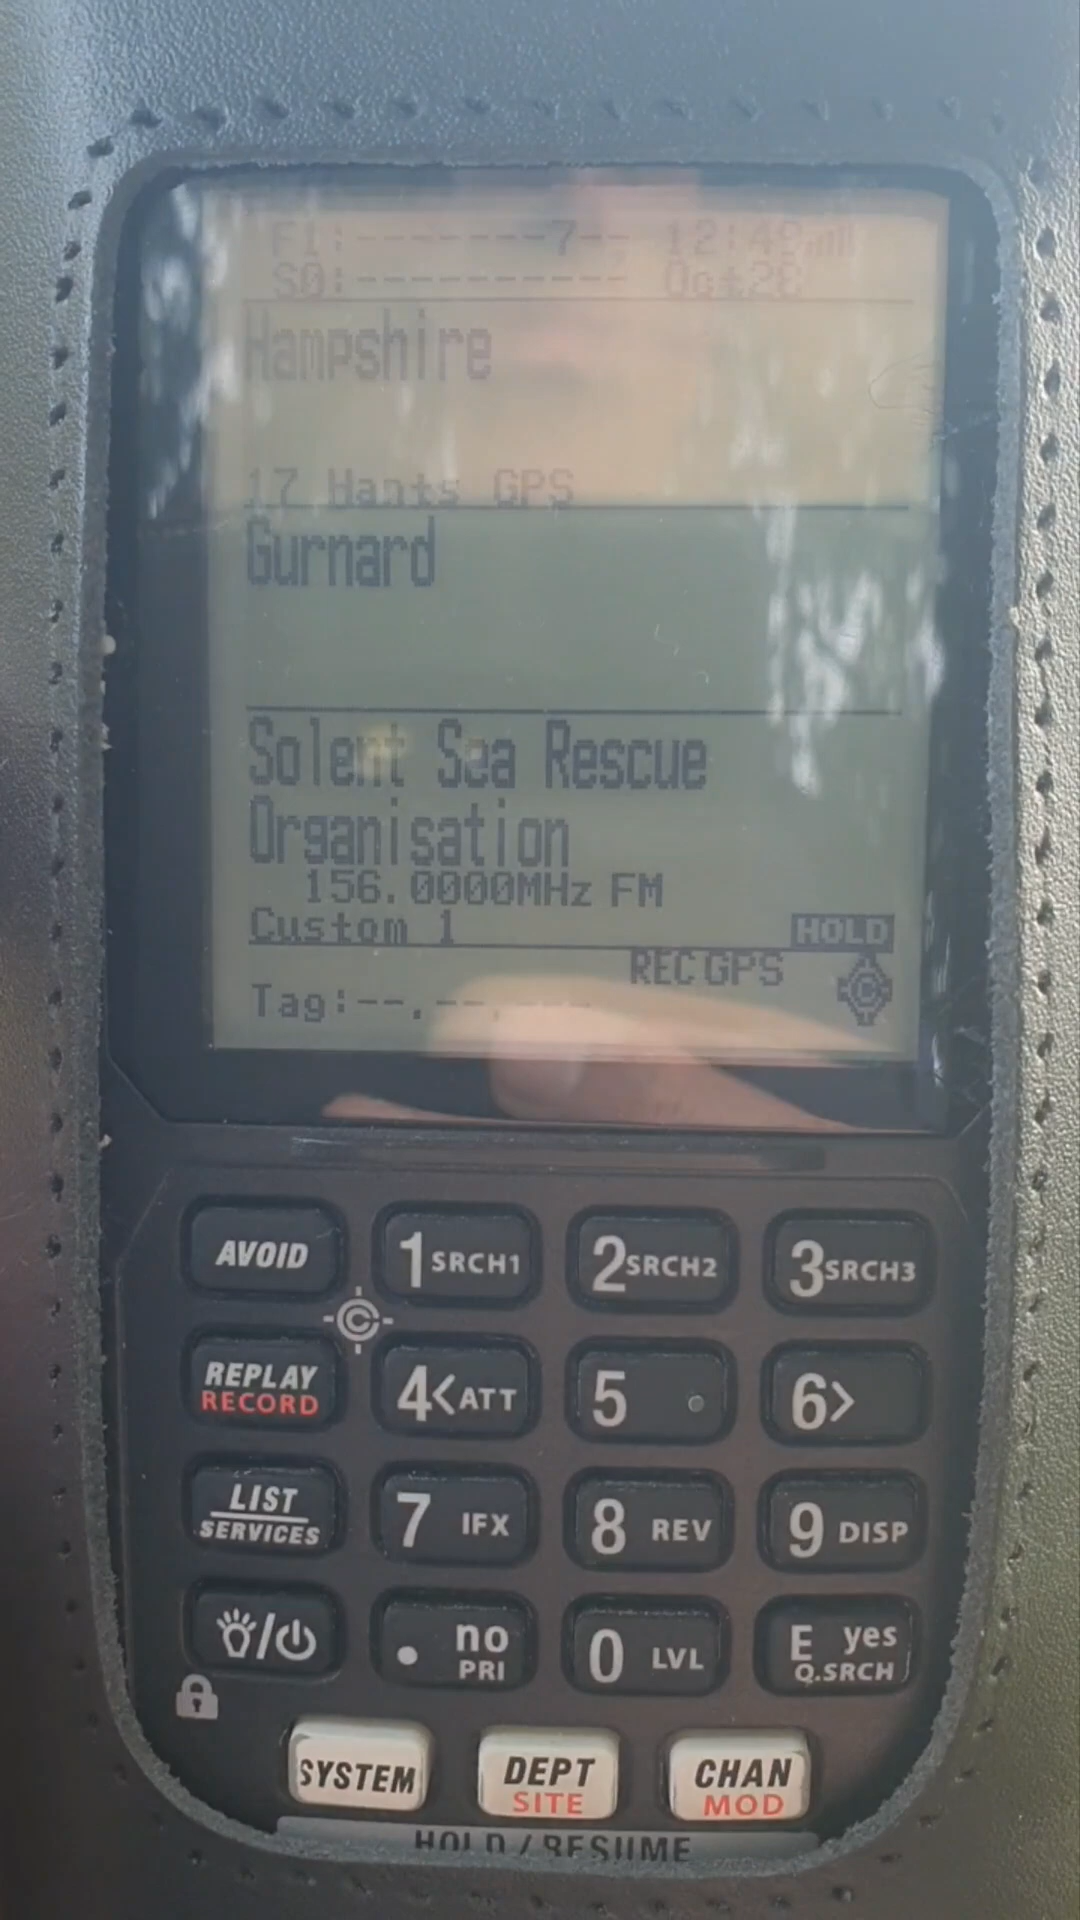 F1:-------7-- 12:49
S0:----------- Oct28
Hampshire
17 Hants GPS
Gurnard
Solent Sea Rescue
Organisation
156.0000MHz FM
Custom 1 HOLD
REC GPS
Tag:--.--.---
AVOID 1 SRCH1 2 SRCH2 3 SRCH3
REPLAY
RECORD 4< ATT 5 6>
LIST
SERVICES 7 IFX 8 REV 9 DISP
. no
PRI 0 LVL E yes
Q.SRCH
SYSTEM DEPT
SITE CHAN
MOD
HOLD / RESUME